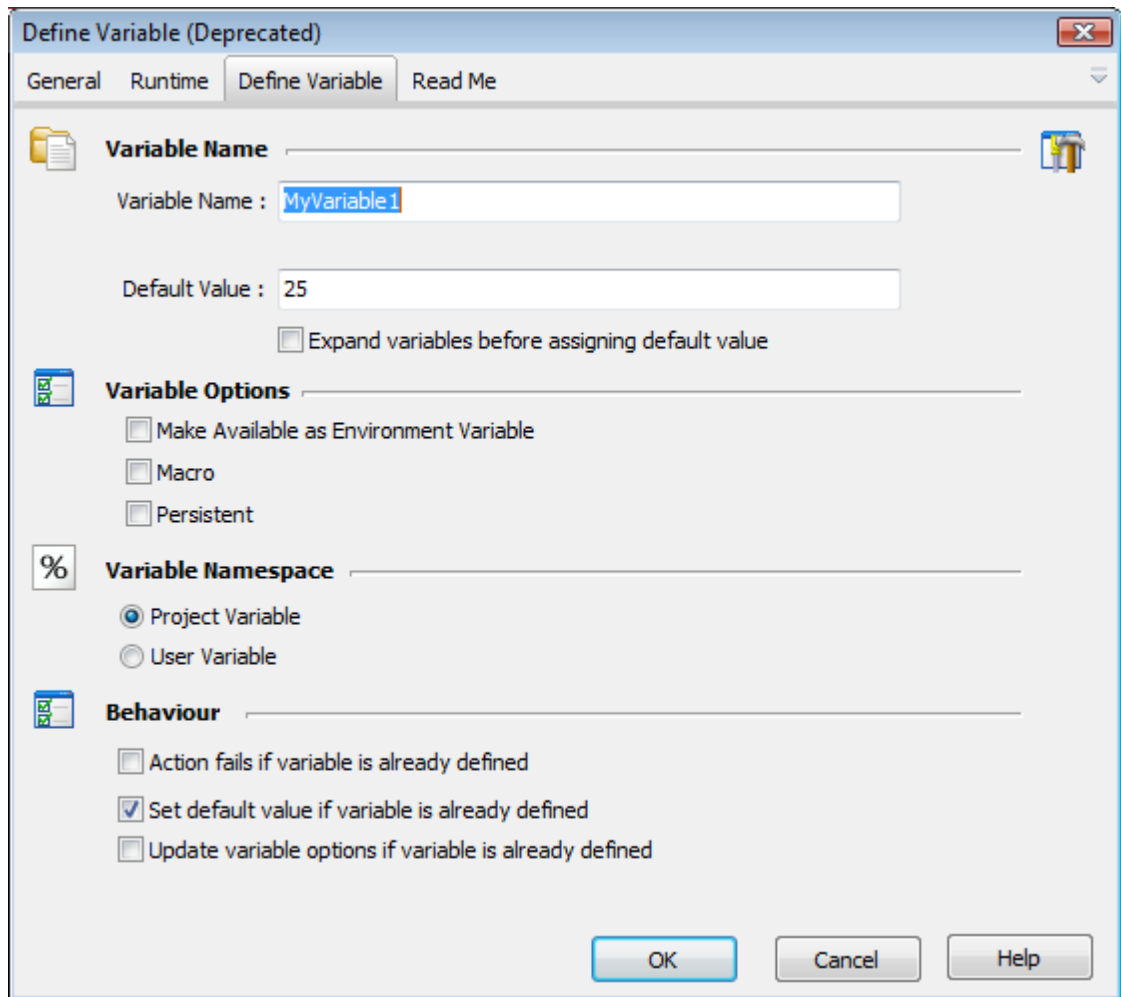 Define Variable (Deprecated)
General Runtime Define Variable Read Me
Variable Name
Variable Name : MyVariable1
Default Value : 25
Expand variables before assigning default value
Variable Options
Make Available as Environment Variable
Macro
Persistent
%
Variable Namespace
Project Variable
User Variable
Behaviour
Action fails if variable is already defined
Set default value if variable is already defined
Update variable options if variable is already defined
OK Cancel Help